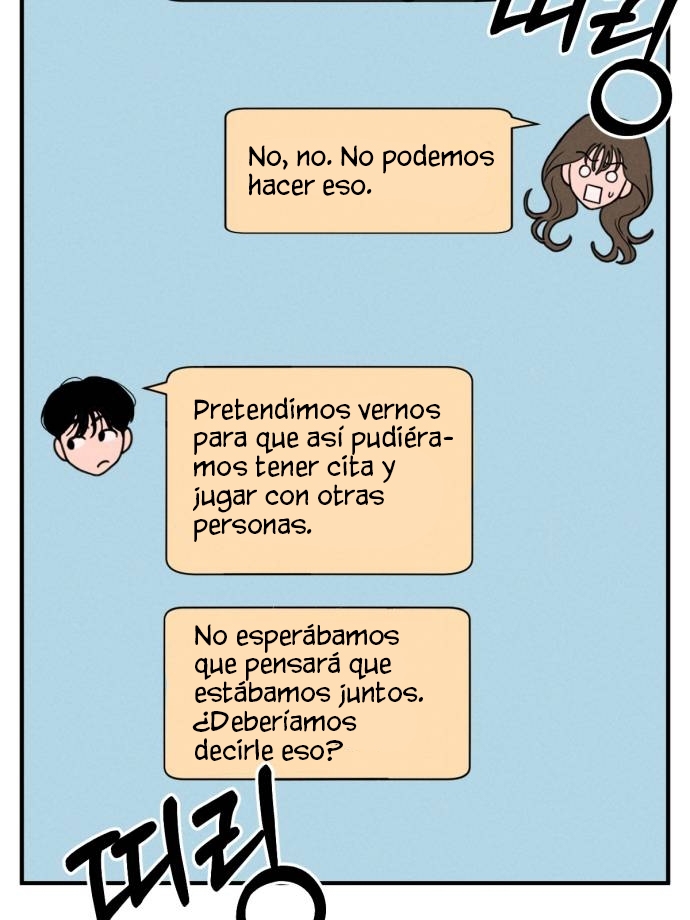 띠링
No, no. No podemos
hacer eso.
Pretendimos vernos
para que así pudiéra-
mos tener cita y
jugar con otras
personas.
No esperábamos
que pensará que
estábamos juntos.
¿Deberíamos
decirle eso?
띠링